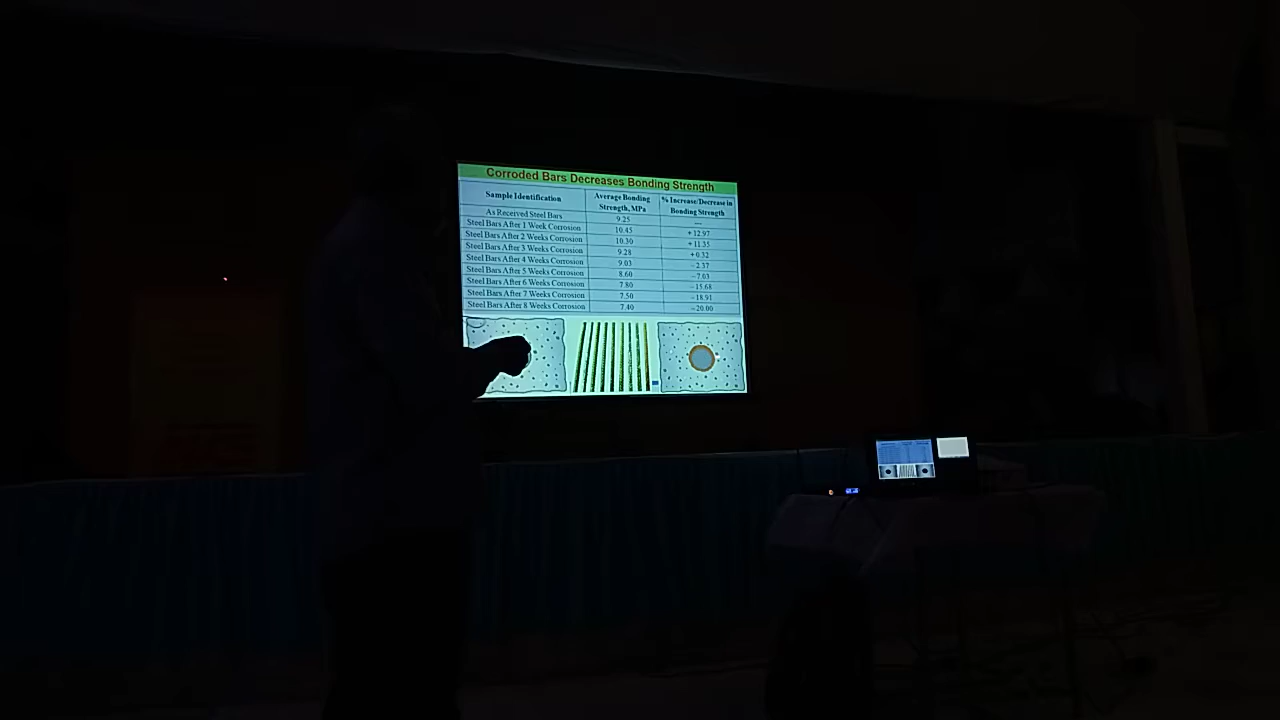 Corroded Bars Decreases Bonding Strength
Sample Identification Average Bonding Strength, MPa % Increase/Decrease in Bonding Strength
As Received Steel Bars 9.25 ---
Steel Bars After 1 Week Corrosion 10.45 +12.97
Steel Bars After 2 Weeks Corrosion 10.30 +11.35
Steel Bars After 3 Weeks Corrosion 9.28 +0.32
Steel Bars After 4 Weeks Corrosion 9.03 -2.37
Steel Bars After 5 Weeks Corrosion 8.60 -7.03
Steel Bars After 6 Weeks Corrosion 7.80 -15.68
Steel Bars After 7 Weeks Corrosion 7.50 -18.91
Steel Bars After 8 Weeks Corrosion 7.40 -20.00